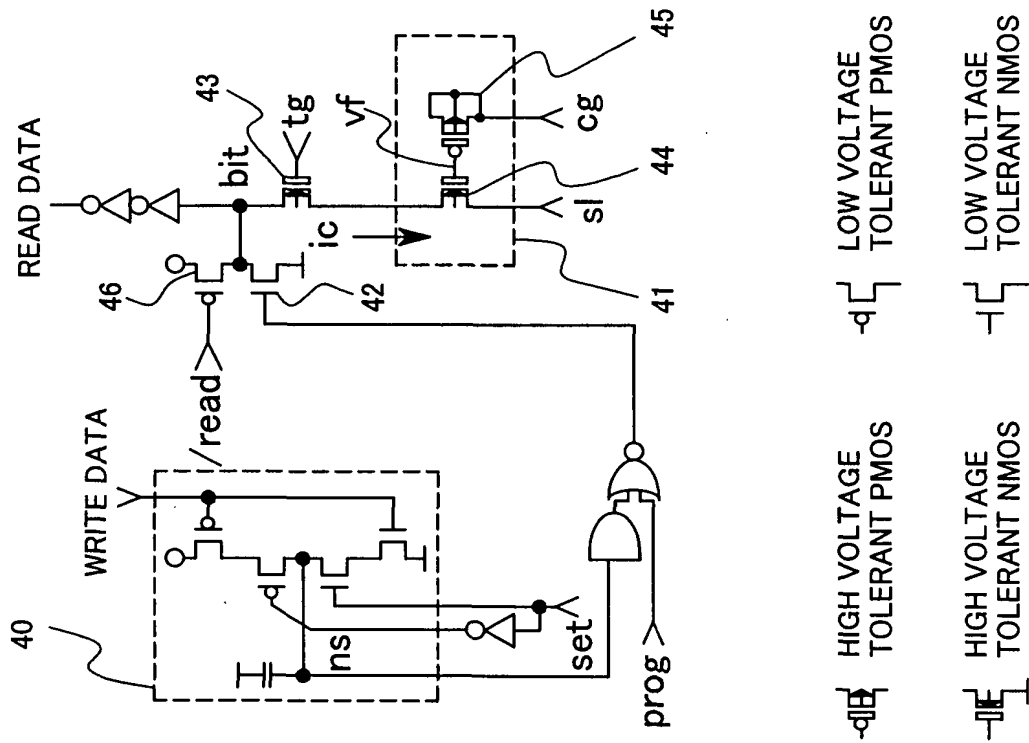 READ DATA
WRITE DATA
40
/read
46
bit
43
tg
ic
42
vf
45
ns
set
prog
41
sl
44
cg
HIGH VOLTAGE
TOLERANT PMOS
LOW VOLTAGE
TOLERANT PMOS
HIGH VOLTAGE
TOLERANT NMOS
LOW VOLTAGE
TOLERANT NMOS